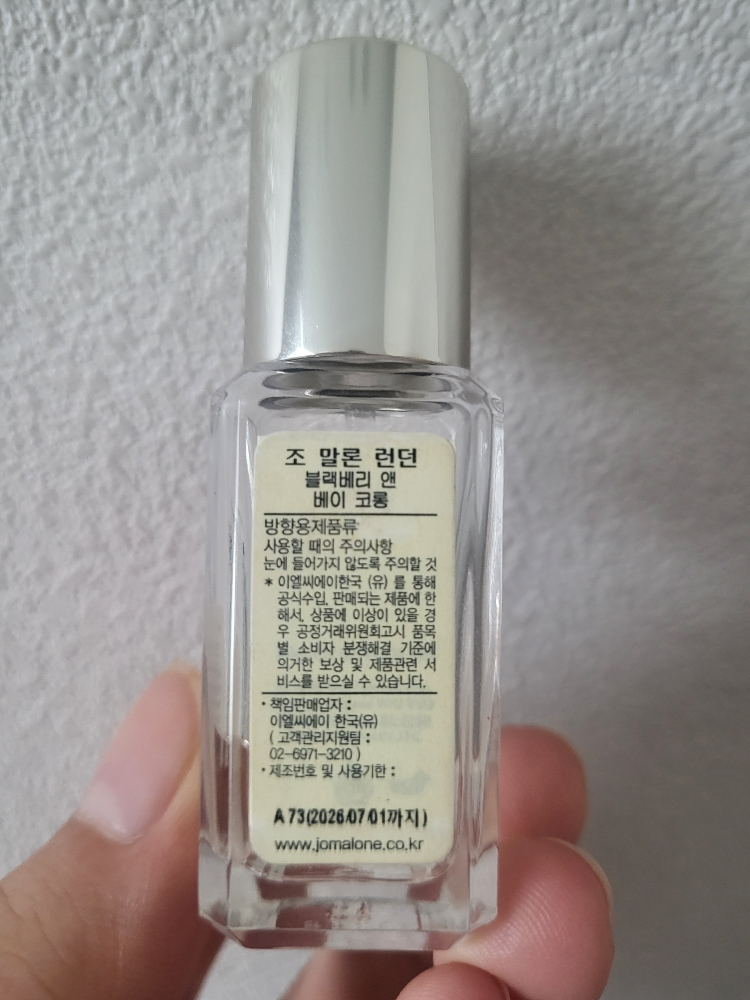 조 말론 런던
블랙베리 앤
베이 코롱
방향용제품류
사용할 때의 주의사항
눈에 들어가지 않도록 주의할 것
* 이엘씨에이한국 (유) 를 통해
공식수입, 판매되는 제품에 한
해서, 상품에 이상이 있을 경
우 공정거래위원회고시 품목
별 소비자 분쟁해결 기준에
의거한 보상 및 제품관련 서
비스를 받으실 수 있습니다.
· 책임판매업자 :
이엘씨에이 한국(유)
( 고객관리지원팀 :
02-6971-3210 )
· 제조번호 및 사용기한 :
A 73(2026/07/01까지)
www.jomalone.co.kr